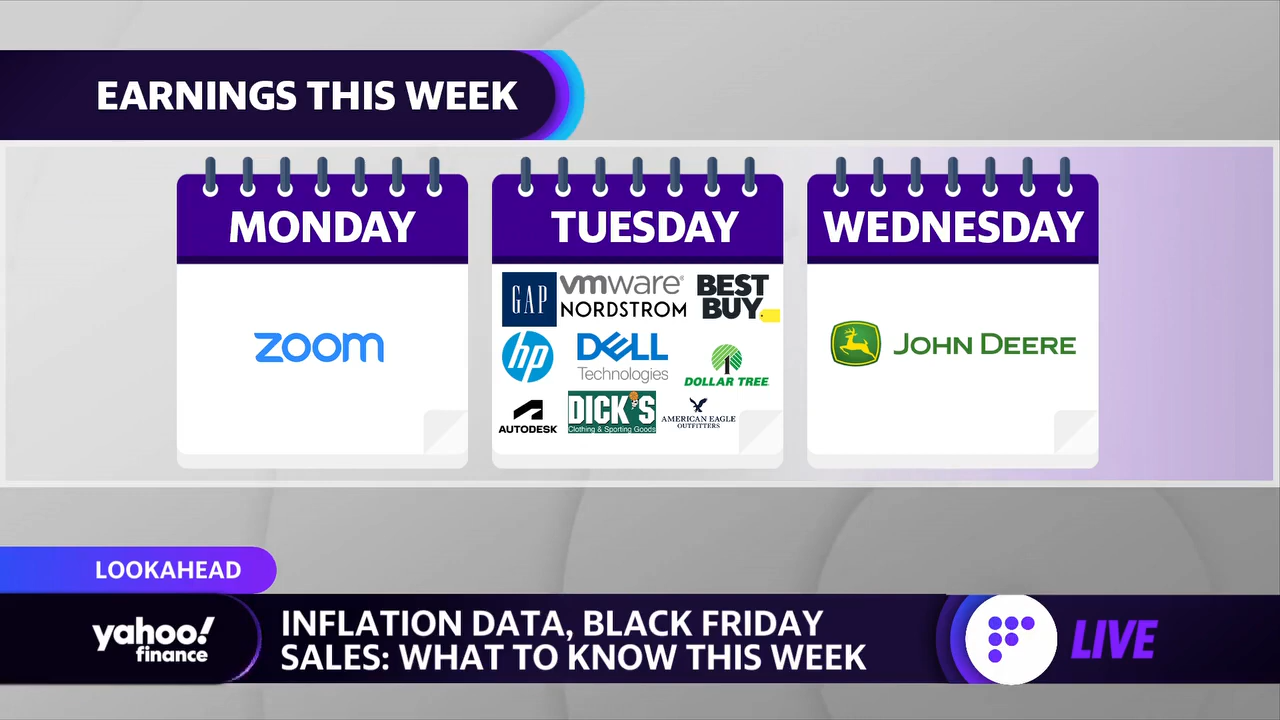 EARNINGS THIS WEEK
MONDAY
zoom
TUESDAY
GAP
vmware®
NORDSTROM
BEST
BUY
hp
DELL
Technologies
DOLLAR TREE
AUTODESK
DICK'S
Clothing & Sporting Goods
AMERICAN EAGLE
OUTFITTERS
WEDNESDAY
JOHN DEERE
LOOKAHEAD
yahoo!
finance
INFLATION DATA, BLACK FRIDAY
SALES: WHAT TO KNOW THIS WEEK
LIVE